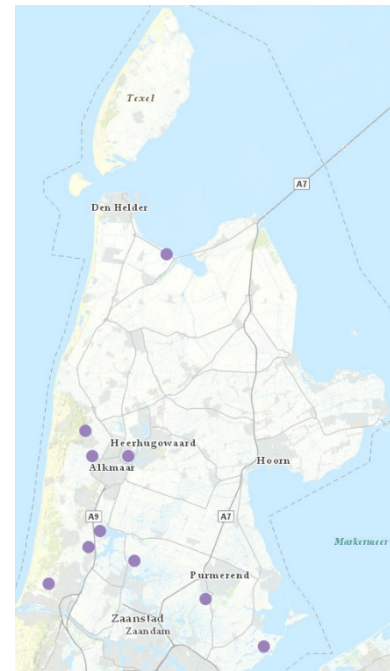 Texel
A7
Den Helder
Heerhugowaard
Alkmaar
Hoorn
A9
A7
Markermeer
Purmerend
Zaanstad
Zaandam